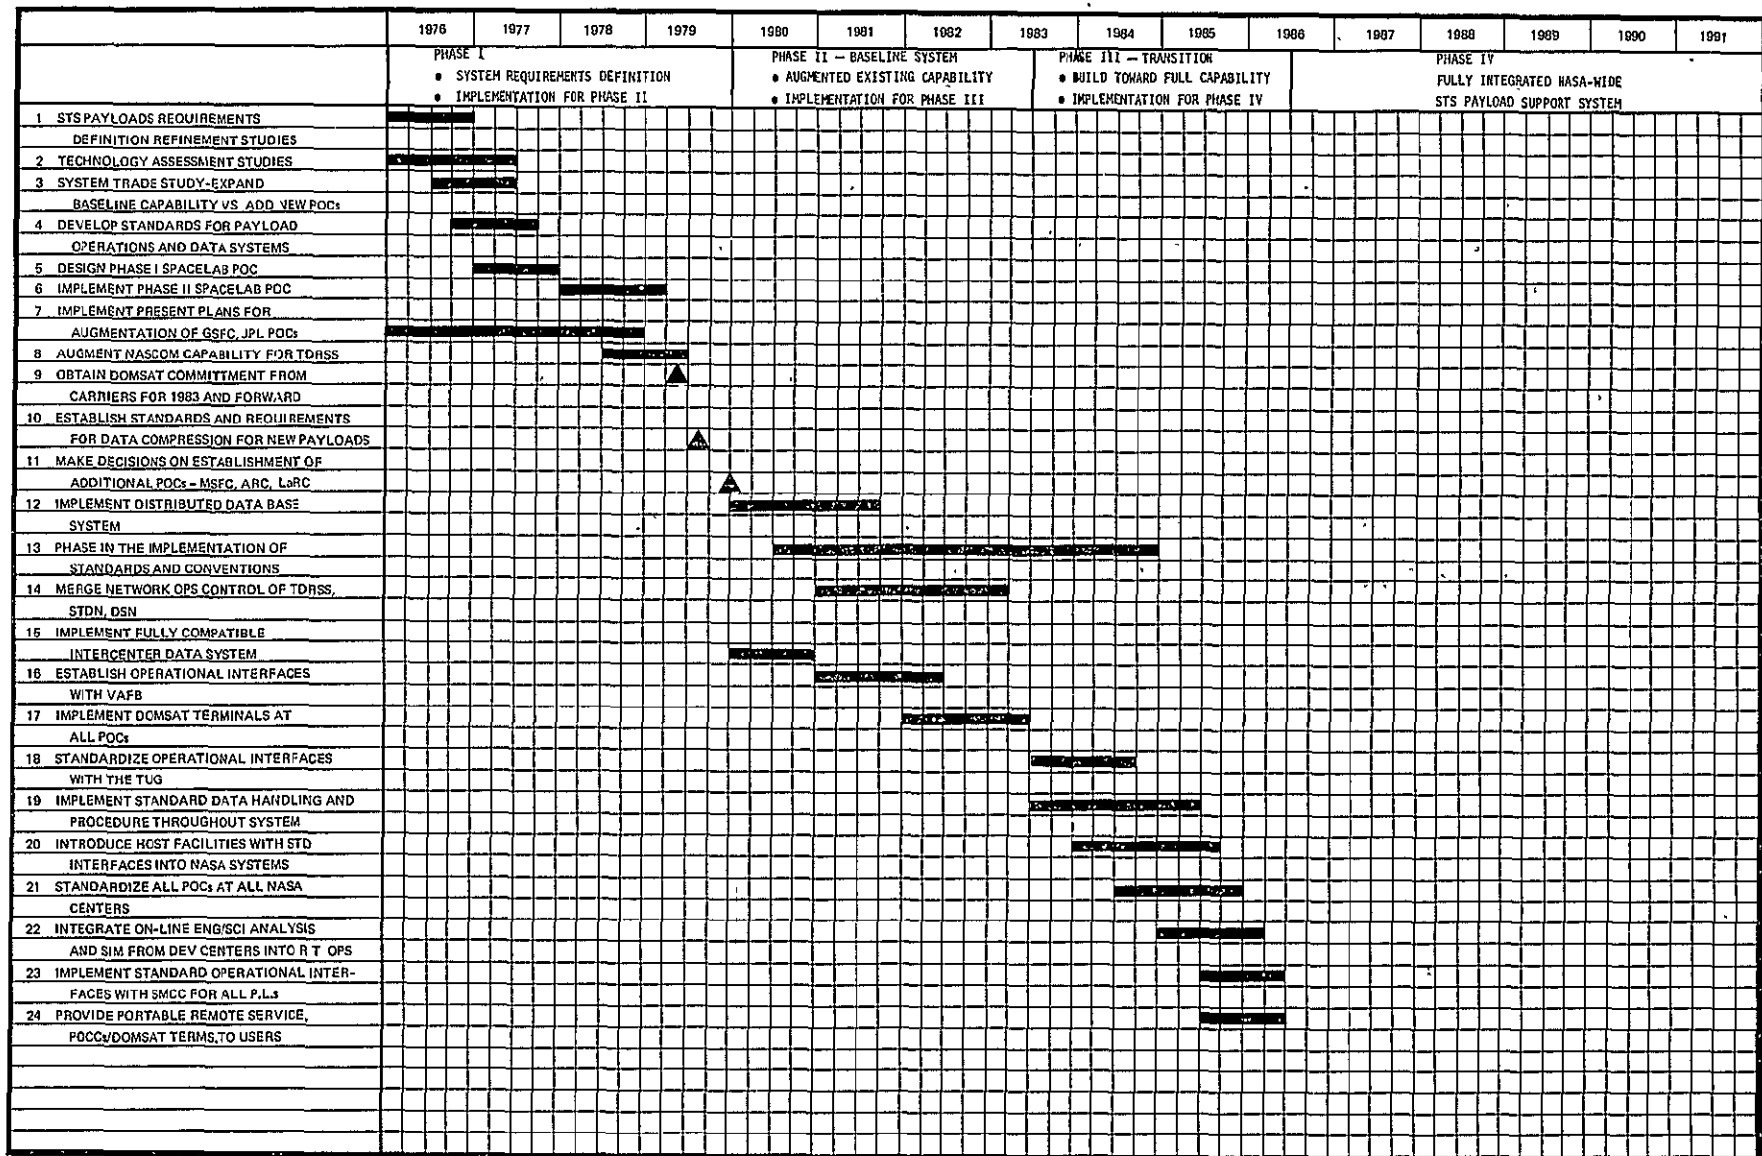 1976 1977 1978 1979 1980 1981 1982 1983 1984 1985 1986 1987 1988 1989 1990 1991
PHASE I
• SYSTEM REQUIREMENTS DEFINITION
• IMPLEMENTATION FOR PHASE II
PHASE II — BASELINE SYSTEM
• AUGMENTED EXISTING CAPABILITY
• IMPLEMENTATION FOR PHASE III
PHASE III — TRANSITION
• BUILD TOWARD FULL CAPABILITY
• IMPLEMENTATION FOR PHASE IV
PHASE IV
FULLY INTEGRATED NASA-WIDE
STS PAYLOAD SUPPORT SYSTEM
1 STS PAYLOADS REQUIREMENTS
DEFINITION REFINEMENT STUDIES
2 TECHNOLOGY ASSESSMENT STUDIES
3 SYSTEM TRADE STUDY-EXPAND
BASELINE CAPABILITY VS ADD NEW POCs
4 DEVELOP STANDARDS FOR PAYLOAD
OPERATIONS AND DATA SYSTEMS
5 DESIGN PHASE I SPACELAB POC
6 IMPLEMENT PHASE II SPACELAB POC
7 IMPLEMENT PRESENT PLANS FOR
AUGMENTATION OF GSFC, JPL POCs
8 AUGMENT NASCOM CAPABILITY FOR TDRSS
9 OBTAIN DOMSAT COMMITTMENT FROM
CARRIERS FOR 1983 AND FORWARD
10 ESTABLISH STANDARDS AND REQUIREMENTS
FOR DATA COMPRESSION FOR NEW PAYLOADS
11 MAKE DECISIONS ON ESTABLISHMENT OF
ADDITIONAL POCs - MSFC, ARC, LaRC
12 IMPLEMENT DISTRIBUTED DATA BASE
SYSTEM
13 PHASE IN THE IMPLEMENTATION OF
STANDARDS AND CONVENTIONS
14 MERGE NETWORK OPS CONTROL OF TDRSS,
STDN, DSN
15 IMPLEMENT FULLY COMPATIBLE
INTERCENTER DATA SYSTEM
16 ESTABLISH OPERATIONAL INTERFACES
WITH VAFB
17 IMPLEMENT DOMSAT TERMINALS AT
ALL POCs
18 STANDARDIZE OPERATIONAL INTERFACES
WITH THE TUG
19 IMPLEMENT STANDARD DATA HANDLING AND
PROCEDURE THROUGHOUT SYSTEM
20 INTRODUCE HOST FACILITIES WITH STD
INTERFACES INTO NASA SYSTEMS
21 STANDARDIZE ALL POCs AT ALL NASA
CENTERS
22 INTEGRATE ON-LINE ENG/SCI ANALYSIS
AND SIM FROM DEV CENTERS INTO R T OPS
23 IMPLEMENT STANDARD OPERATIONAL INTER-
FACES WITH SMCC FOR ALL P.L.s
24 PROVIDE PORTABLE REMOTE SERVICE,
POCCs/DOMSAT TERMS,TO USERS